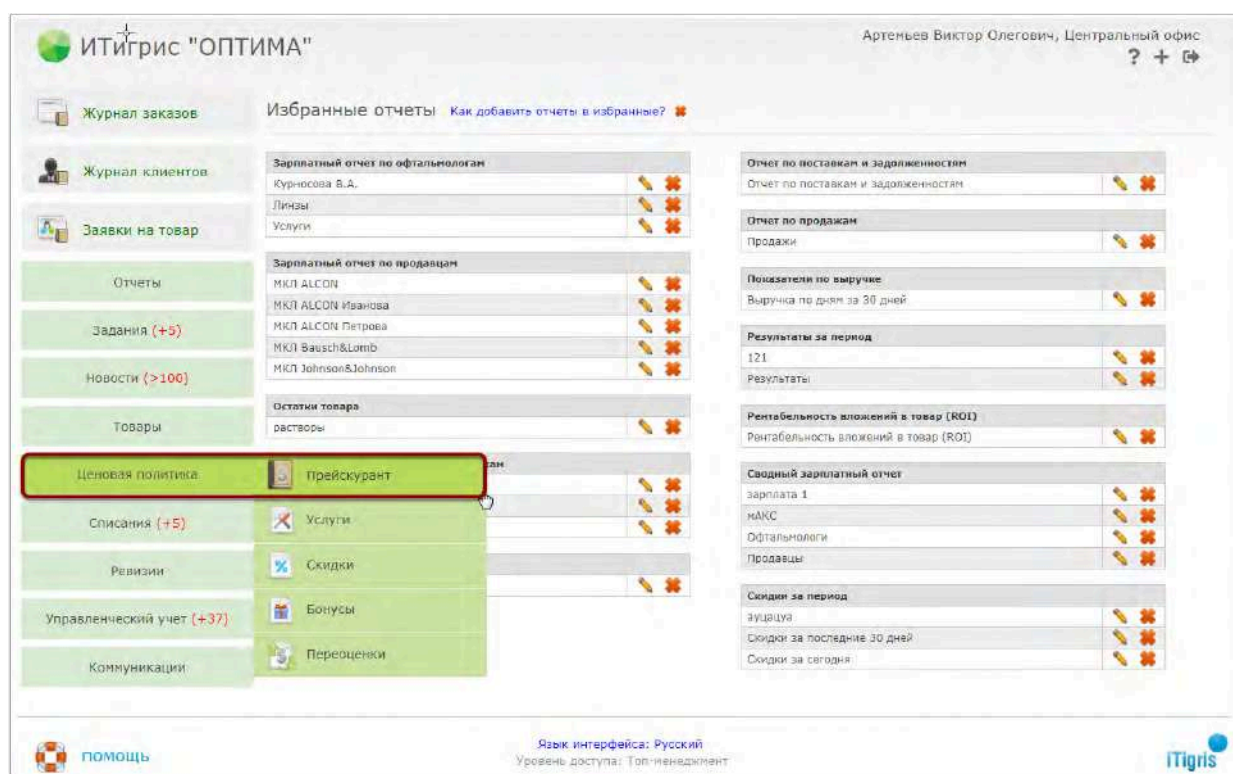 ИТигрис "ОПТИМА"
Артеньев Виктор Олегович, Центральный офис
Журнал заказов
Журнал клиентов
Заявки на товар
Отчеты
Задания (+5)
Новости (>100)
Товары
Ценовая политика
Списания (+5)
Ревизии
Управленческий учет (+37)
Коммуникации
Прейскурант
Услуги
Скидки
Бонусы
Переоценки
Избранные отчеты Как добавить отчеты в избранные?
Зарплатный отчет по офтальмологам
Курносова В.А.
Линзы
Услуги
Зарплатный отчет по продавцам
МКЛ ALCON
МКЛ ALCON Иванова
МКЛ ALCON Петрова
МКЛ Bausch&Lomb
МКЛ Johnson&Johnson
Остатки товара
растворы
Отчет по поставкам и задолженностям
Отчет по поставкам и задолженностям
Отчет по продажам
Продажи
Показатели по выручке
Выручка по дням за 30 дней
Результаты за период
121
Результаты
Рентабельность вложений в товар (ROI)
Рентабельность вложений в товар (ROI)
Сводный зарплатный отчет
зарплата 1
мАКС
Офтальмологи
Продавцы
Скидки за период
ауцацуа
Скидки за последние 30 дней
Скидки за сегодня
помощь
Язык интерфейса: Русский
Уровень доступа: Топ-менеджмент
iTigris